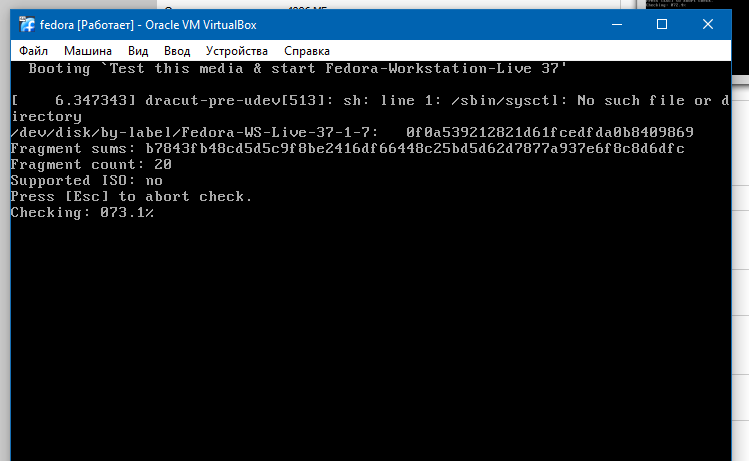 fedora [Работает] - Oracle VM VirtualBox
Файл Машина Вид Ввод Устройства Справка
Booting `Test this media & start Fedora-Workstation-Live 37'
[ 6.347343] dracut-pre-udev[513]: sh: line 1: /sbin/sysctl: No such file or d
irectory
/dev/disk/by-label/Fedora-WS-Live-37-1-7: 0f0a539212821d61fcedfda0b8409869
Fragment sums: b7843fb48cd5d5c9f8be2416df66448c25bd5d62d7877a937e6f8c8d6dfc
Fragment count: 20
Supported ISO: no
Press [Esc] to abort check.
Checking: 073.1%